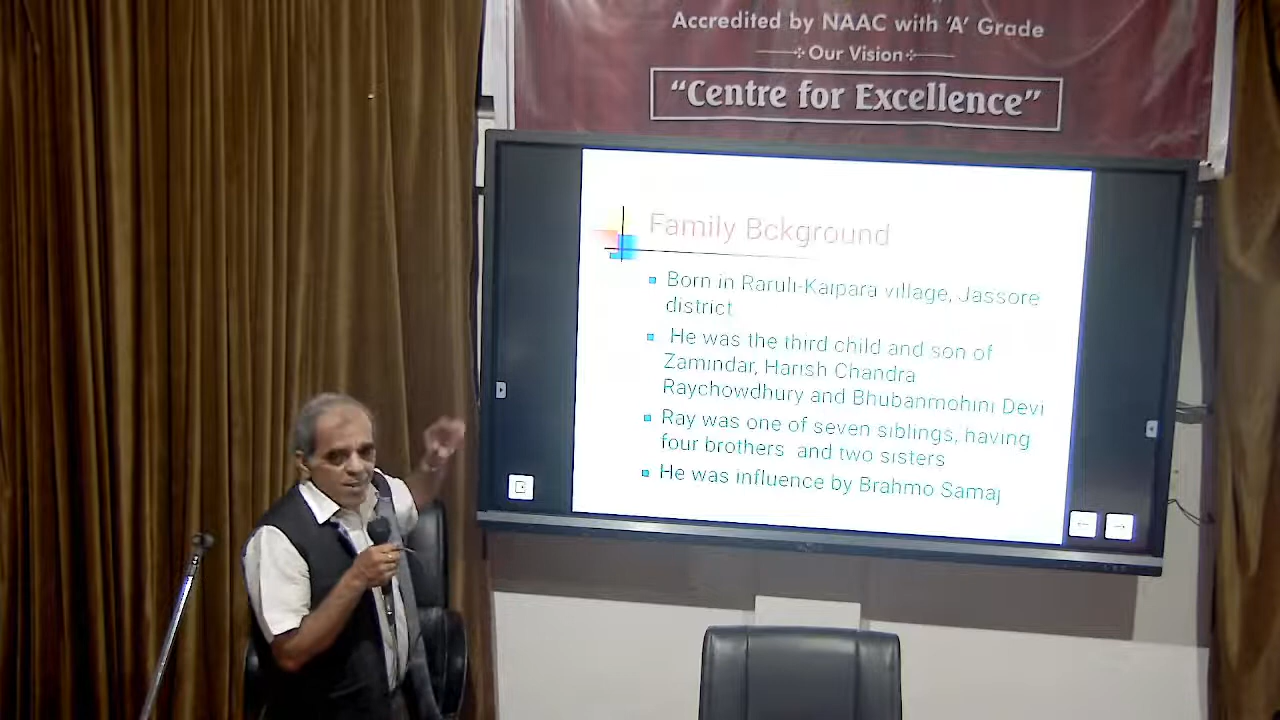 Accredited by NAAC with 'A' Grade
Our Vision
"Centre for Excellence"
Family Bckground
Born in Raruli-Kaipara village, Jassore
district
He was the third child and son of
Zamindar, Harish Chandra
Raychowdhury and Bhubanmohini Devi
Ray was one of seven siblings, having
four brothers and two sisters
He was influence by Brahmo Samaj